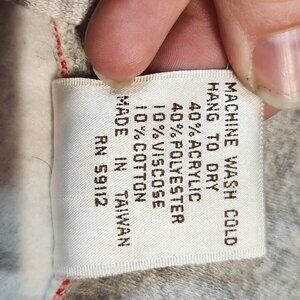 MACHINE WASH COLD
HANG TO DRY
40% ACRYLIC
40% POLYESTER
10% VISCOSE
10% COTTON
MADE IN TAIWAN
RN 59112